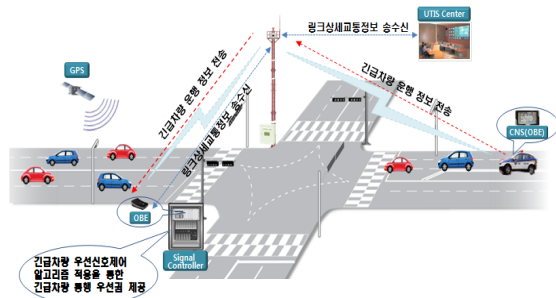 링크상세교통정보 송수신
UTIS Center
GPS
긴급차량 운행 정보 전송
링크상세교통정보 송수신
긴급차량 운행 정보 전송
CNS(OBE)
OBE
Signal
Controller
긴급차량 우선신호제어
알고리즘 적용을 통한
긴급차량 통행 우선권 제공